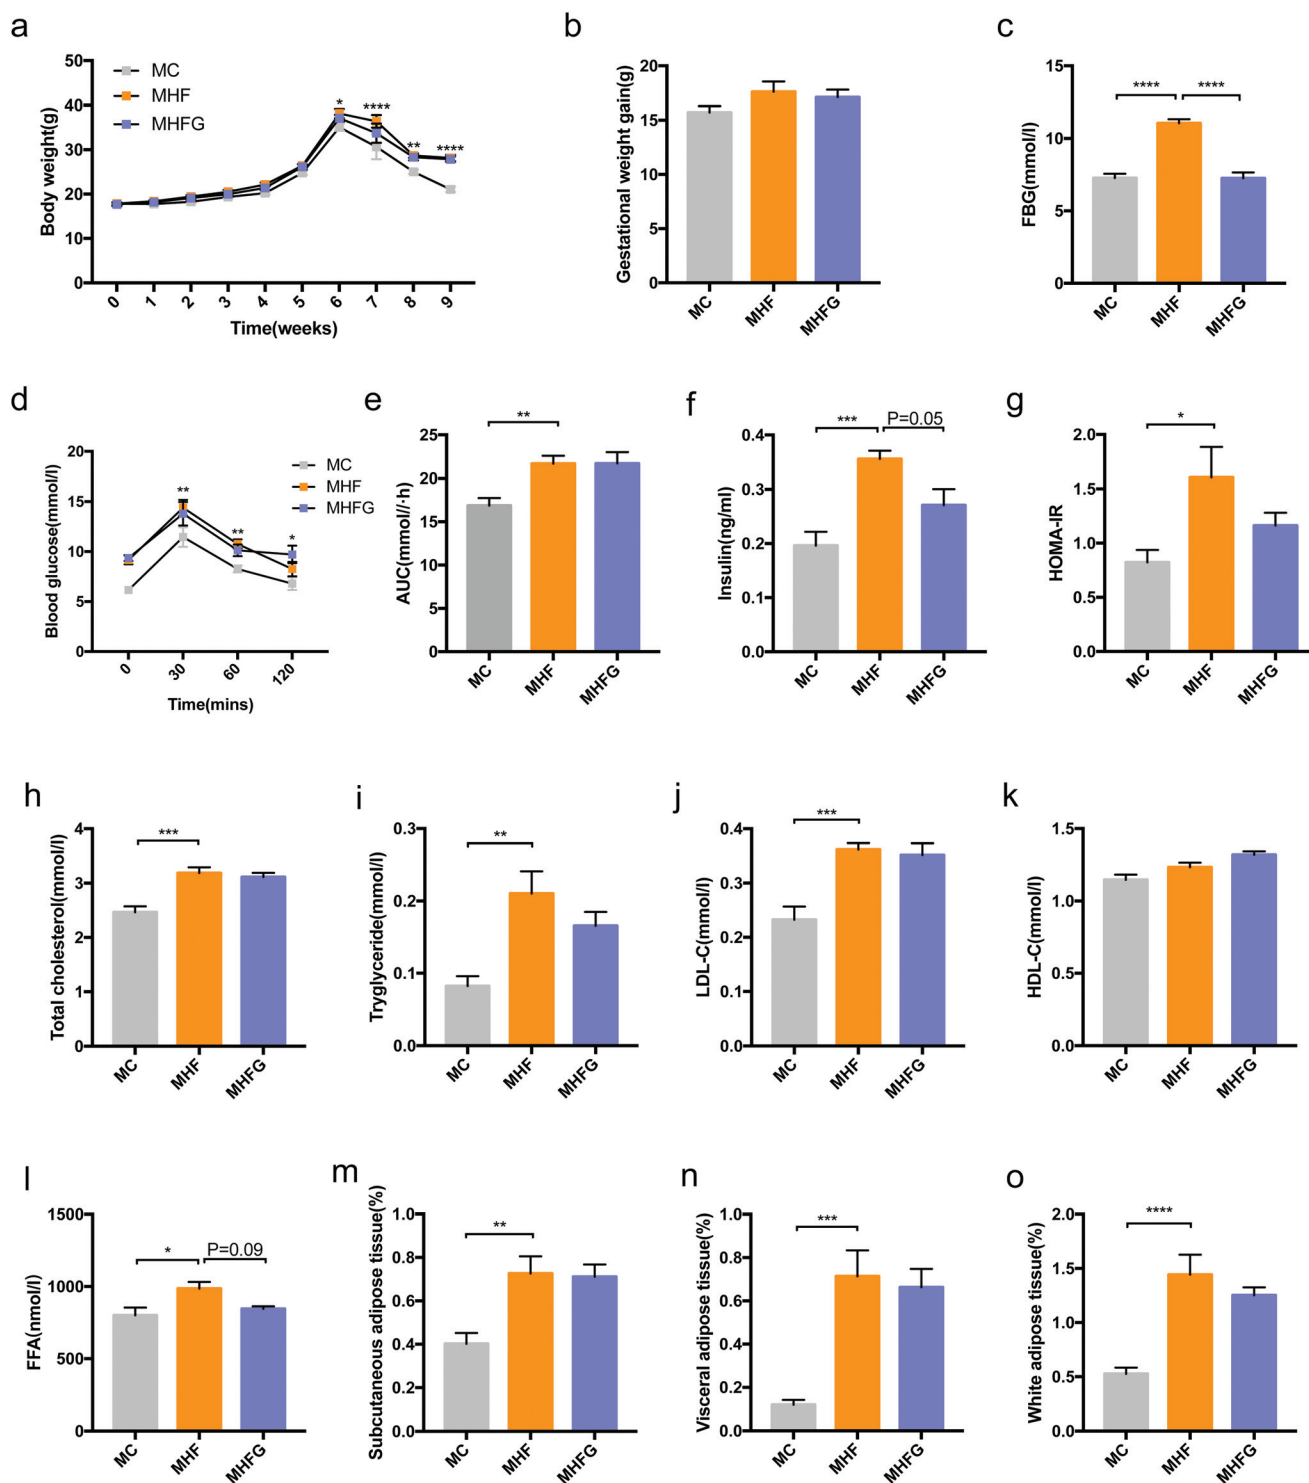 a
50
40
30
20
10
0
Body weight(g)
MC
MHF
MHFG
*
****
**
****
0 1 2 3 4 5 6 7 8 9
Time(weeks)
b
20
15
10
5
0
Gestational weight gain(g)
MC MHF MHFG
c
15
10
5
0
FBG(mmol/l)
**** ****
MC MHF MHFG
d
20
15
10
5
0
Blood glucose(mmol/l)
MC
MHF
MHFG
**
**
*
0 30 60 120
Time(mins)
e
25
20
15
10
5
0
AUC(mmol//·h)
**
MC MHF MHFG
f
0.4
0.3
0.2
0.1
0.0
Insulin(ng/ml)
*** P=0.05
MC MHF MHFG
g
2.0
1.5
1.0
0.5
0.0
HOMA-IR
*
MC MHF MHFG
h
4
3
2
1
0
Total cholesterol(mmol/l)
***
MC MHF MHFG
i
0.3
0.2
0.1
0.0
Tryglyceride(mmol/l)
**
MC MHF MHFG
j
0.4
0.3
0.2
0.1
0.0
LDL-C(mmol/l)
***
MC MHF MHFG
k
1.5
1.0
0.5
0.0
HDL-C(mmol/l)
MC MHF MHFG
l
1500
1000
500
0
FFA(nmol/l)
* P=0.09
MC MHF MHFG
m
1.0
0.8
0.6
0.4
0.2
0.0
Subcutaneous adipose tissue(%)
**
MC MHF MHFG
n
1.0
0.8
0.6
0.4
0.2
0.0
Visceral adipose tissue(%)
***
MC MHF MHFG
o
2.0
1.5
1.0
0.5
0.0
White adipose tissue(%)
****
MC MHF MHFG